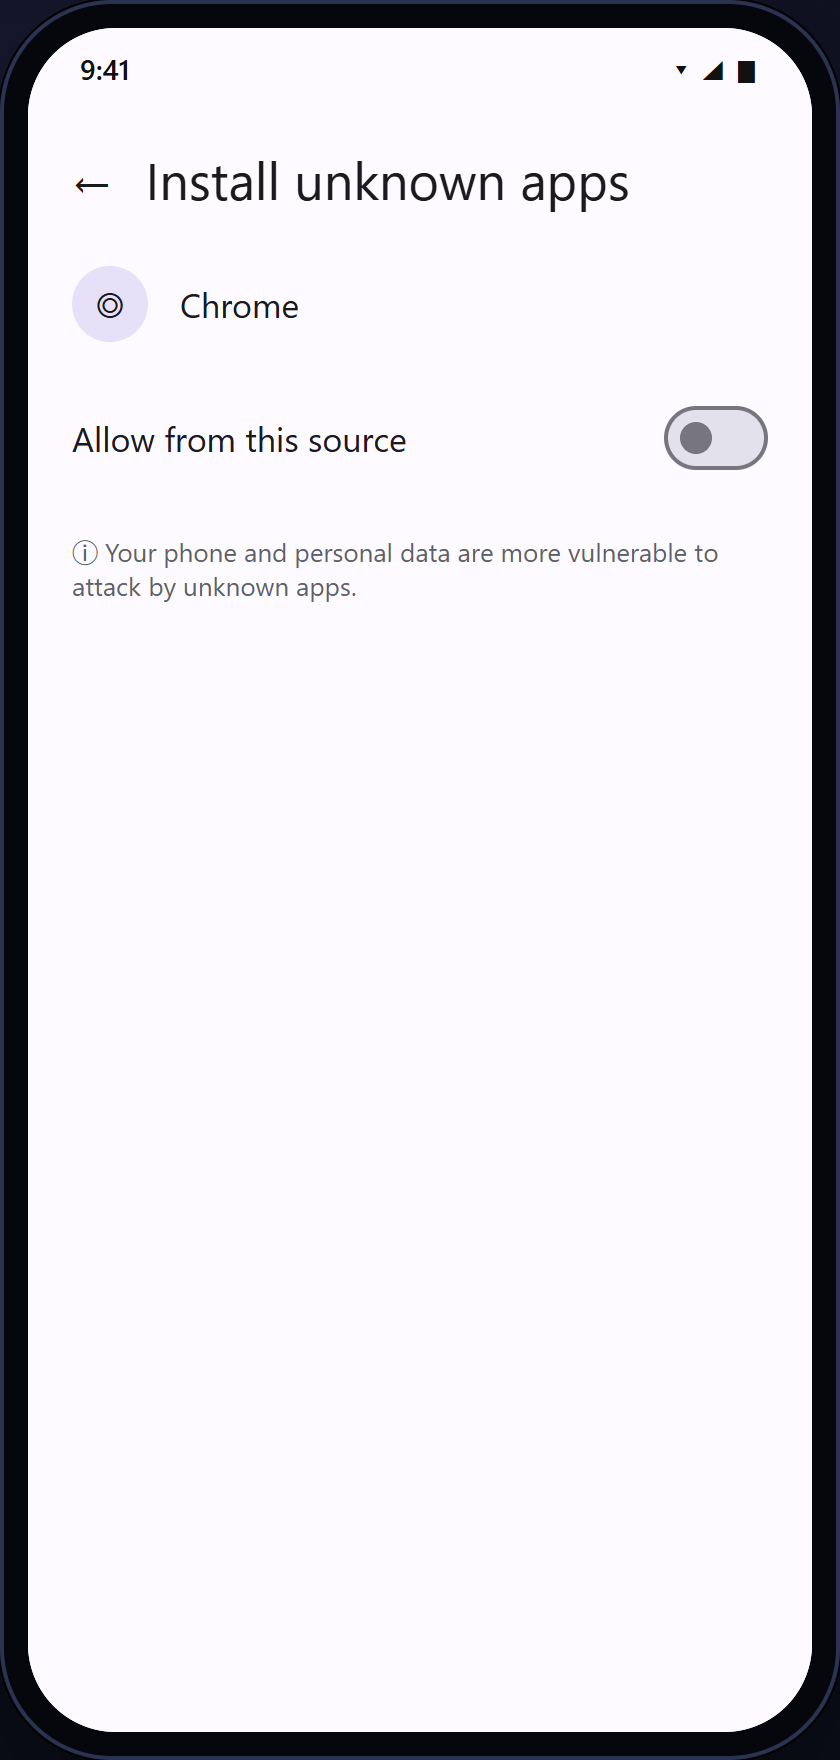 9:41
← Install unknown apps
Chrome
Allow from this source
ⓘ Your phone and personal data are more vulnerable to
attack by unknown apps.